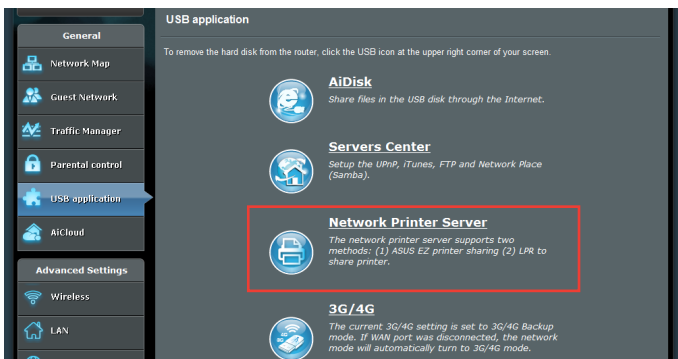 USB application
General
To remove the hard disk from the router, click the USB icon at the upper right corner of your screen.
Network Map
Guest Network
Traffic Manager
Parental control
USB application
AiCloud
Advanced Settings
Wireless
LAN
AiDisk
Share files in the USB disk through the Internet.
Servers Center
Setup the UPnP, iTunes, FTP and Network Place
(Samba).
Network Printer Server
The network printer server supports two
methods: (1) ASUS EZ printer sharing (2) LPR to
share printer.
3G/4G
The current 3G/4G setting is set to 3G/4G Backup
mode. If WAN port was disconnected, the network
mode will automatically turn to 3G/4G mode.